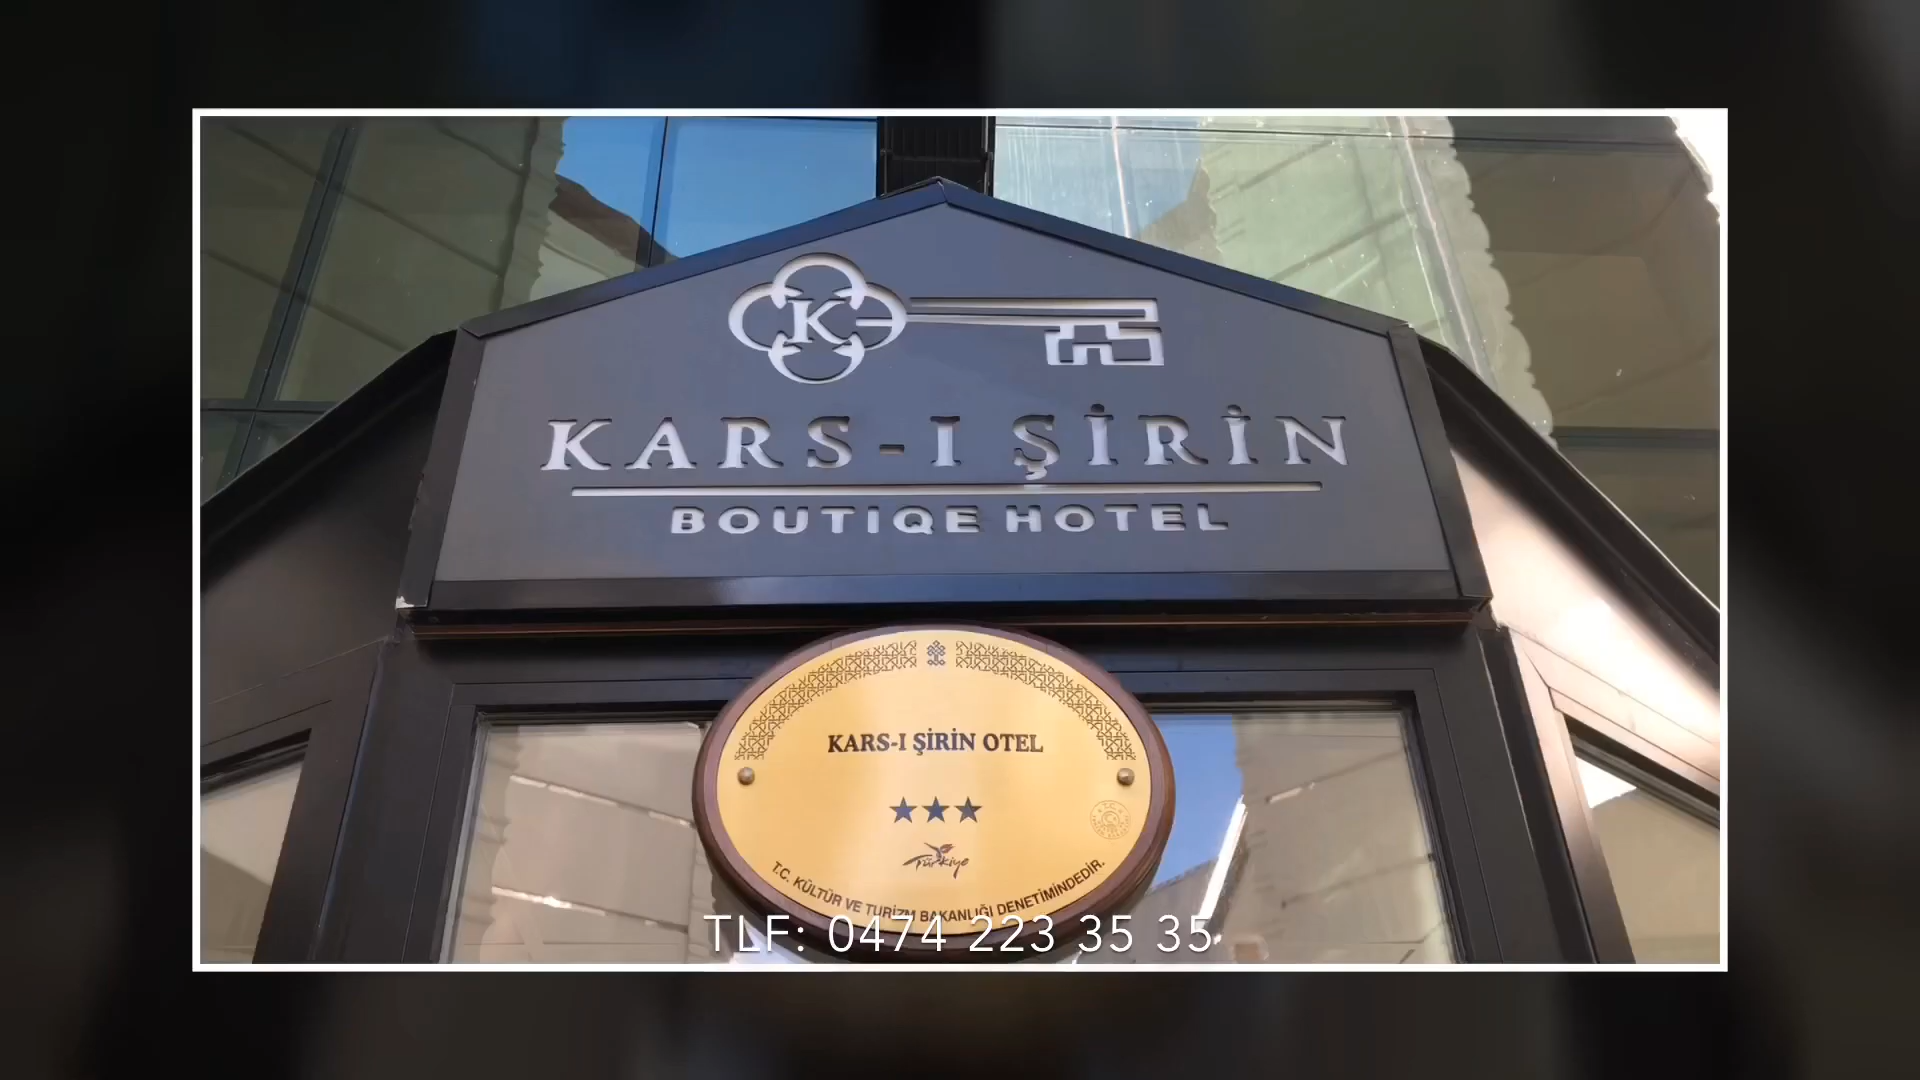 K
KARS-I ŞİRİN
BOUTIQE HOTEL
KARS-I ŞİRİN OTEL
Türkiye
T.C. KÜLTÜR VE TURİZM BAKANLIĞI DENETİMİNDEDİR.
TLF: 0474 223 35 35